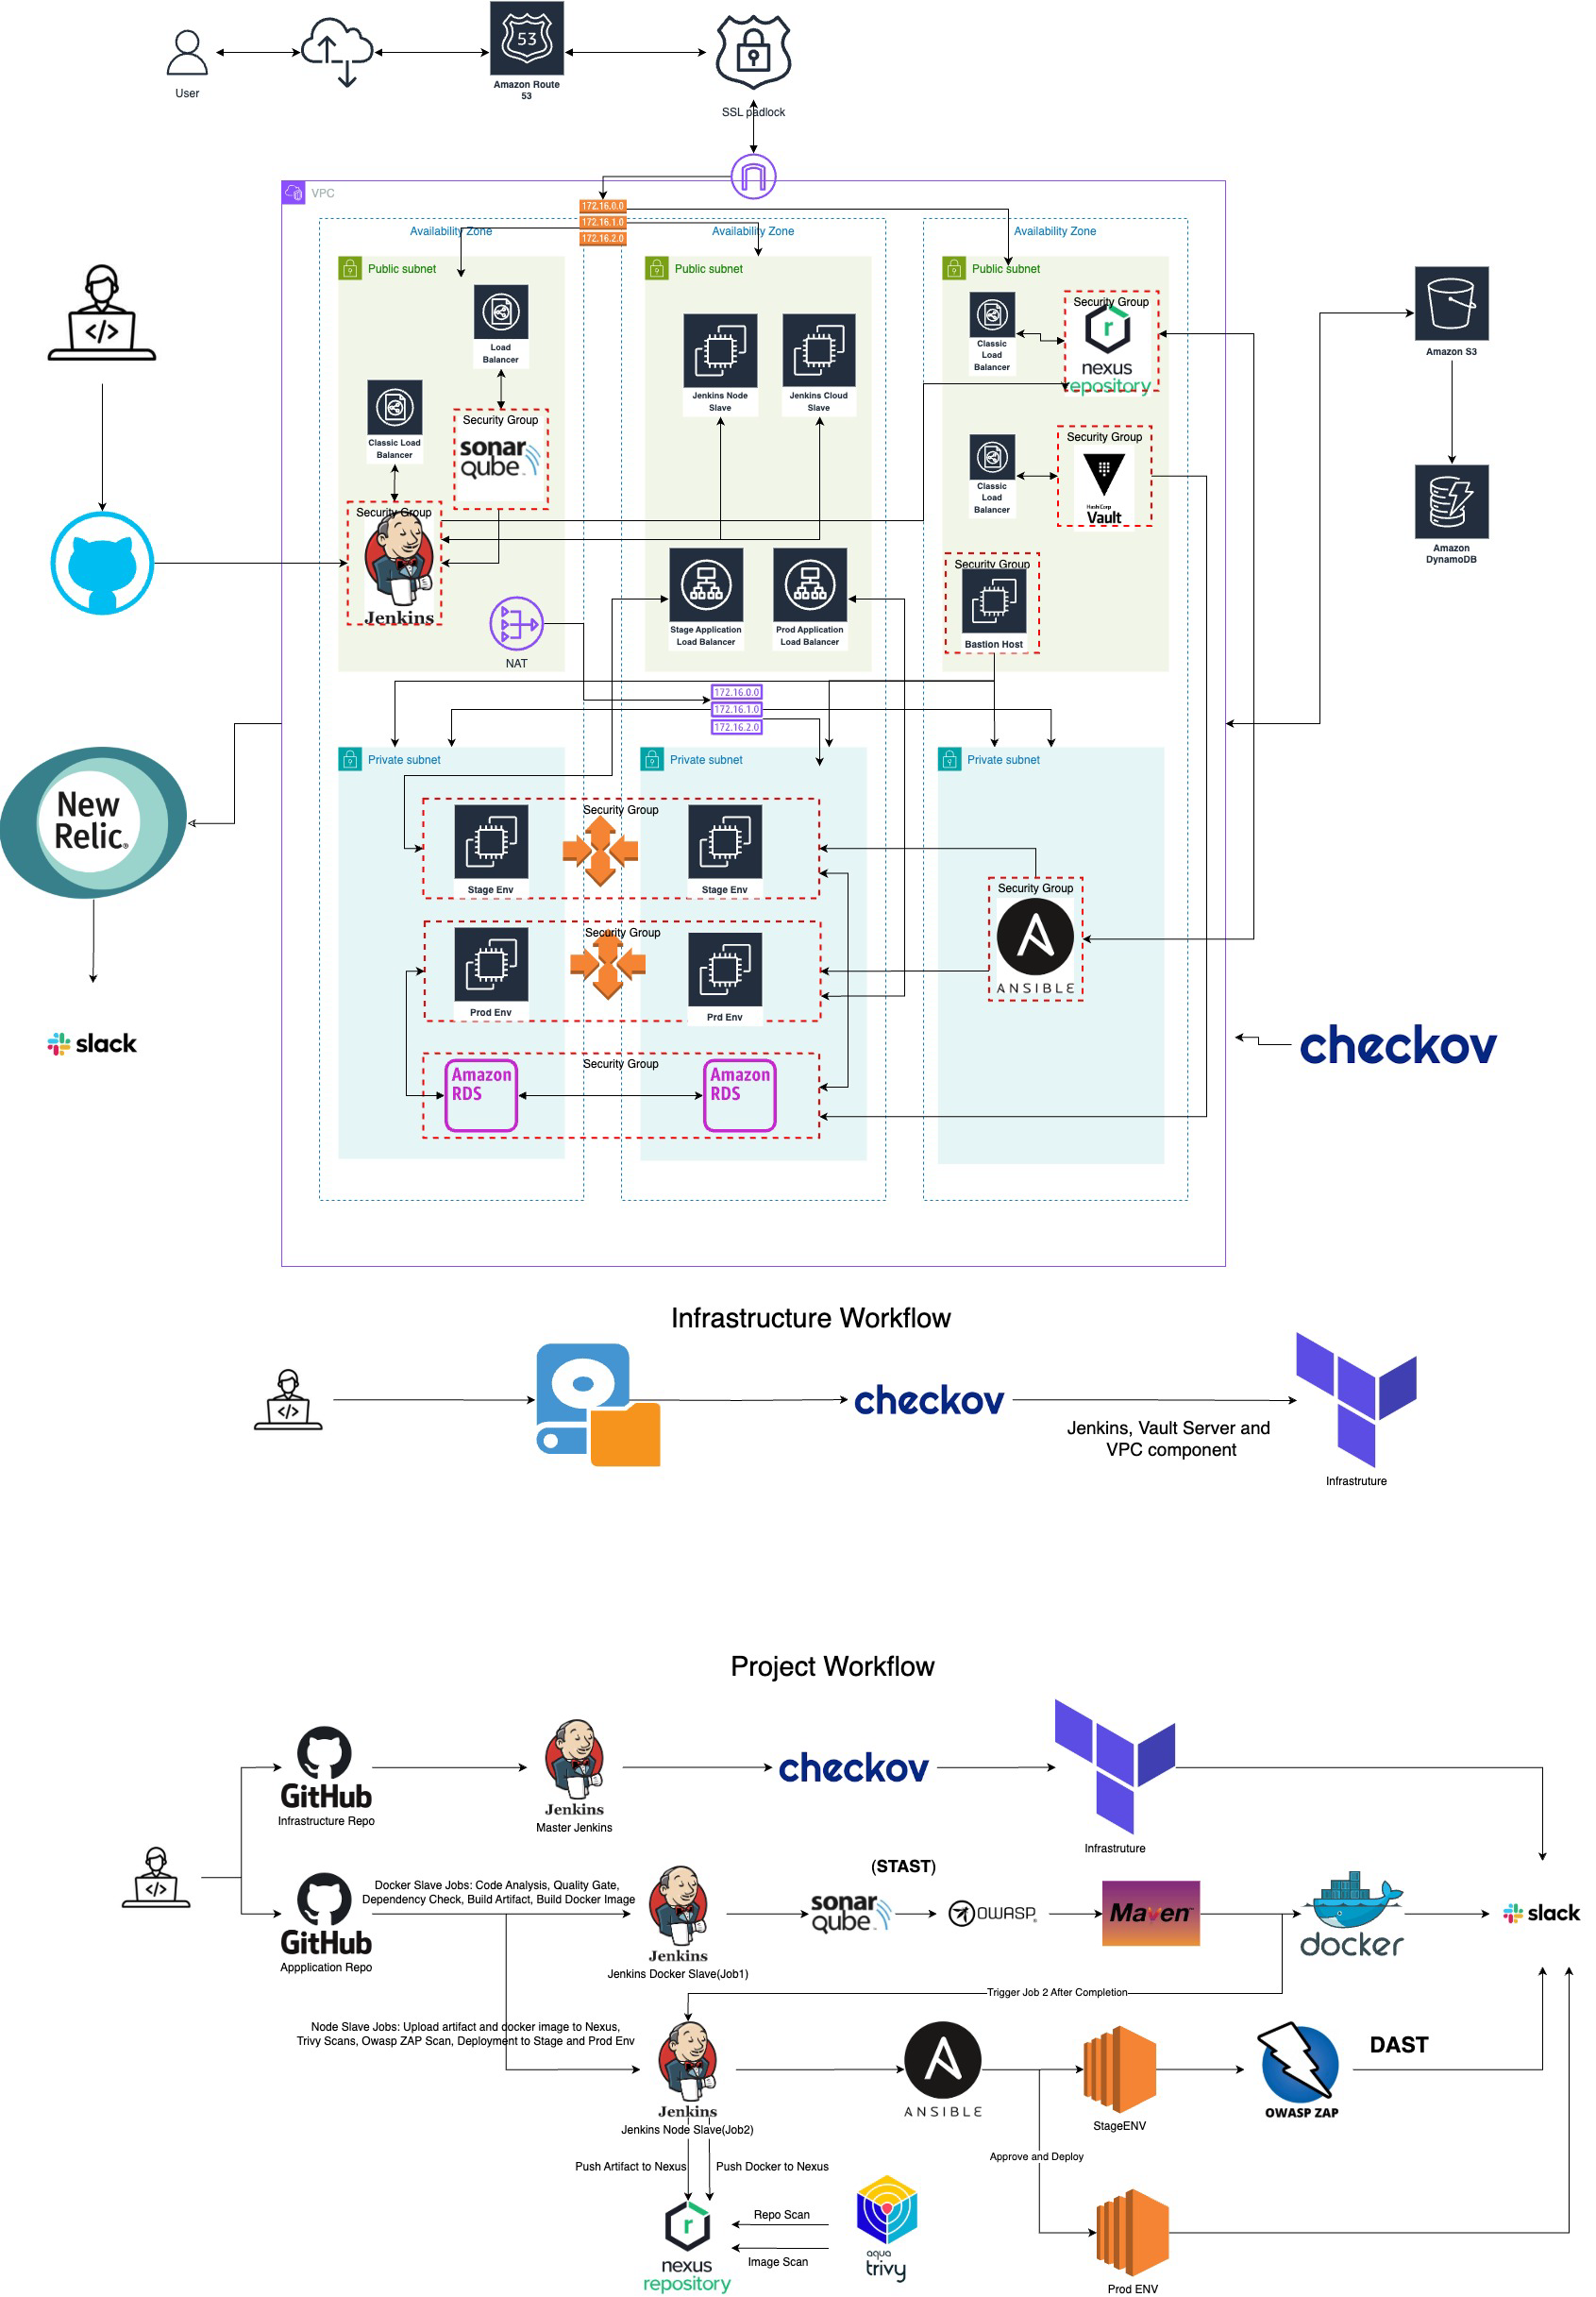 53
User
Amazon Route
53
SSL padlock
VPC
172.16.0.0
172.16.1.0
172.16.2.0
Availability Zone
Availability Zone
Availability Zone
Public subnet
Public subnet
Public subnet
Load
Balancer
Classic Load
Balancer
Security Group
sonar
qube
Security Group
Jenkins
NAT
Jenkins Node
Slave
Jenkins Cloud
Slave
Stage Application
Load Balancer
Prod Application
Load Balancer
Classic
Load
Balancer
Security Group
r
nexus
repository
Classic
Load
Balancer
Security Group
HashiCorp
Vault
Security Group
Bastion Host
Amazon S3
Amazon
DynamoDB
172.16.0.0
172.16.1.0
172.16.2.0
Private subnet
Private subnet
Private subnet
Security Group
Stage Env
Stage Env
Security Group
Prod Env
Prd Env
Security Group
Amazon
RDS
Amazon
RDS
Security Group
ANSIBLE
New
Relic®
slack
checkov
Infrastructure Workflow
checkov
Jenkins, Vault Server and
VPC component
Infrastruture
Project Workflow
GitHub
Infrastructure Repo
Jenkins
Master Jenkins
checkov
Infrastruture
GitHub
Appplication Repo
Docker Slave Jobs: Code Analysis, Quality Gate,
Dependency Check, Build Artifact, Build Docker Image
Jenkins
Jenkins Docker Slave(Job1)
(STAST)
sonar
qube
OWASP
Maven™
docker
slack
Trigger Job 2 After Completion
Node Slave Jobs: Upload artifact and docker image to Nexus,
Trivy Scans, Owasp ZAP Scan, Deployment to Stage and Prod Env
Jenkins
Jenkins Node Slave(Job2)
ANSIBLE
StageENV
OWASP ZAP
DAST
Approve and Deploy
Push Artifact to Nexus
Push Docker to Nexus
r
nexus
repository
Repo Scan
Image Scan
aqua
trivy
Prod ENV